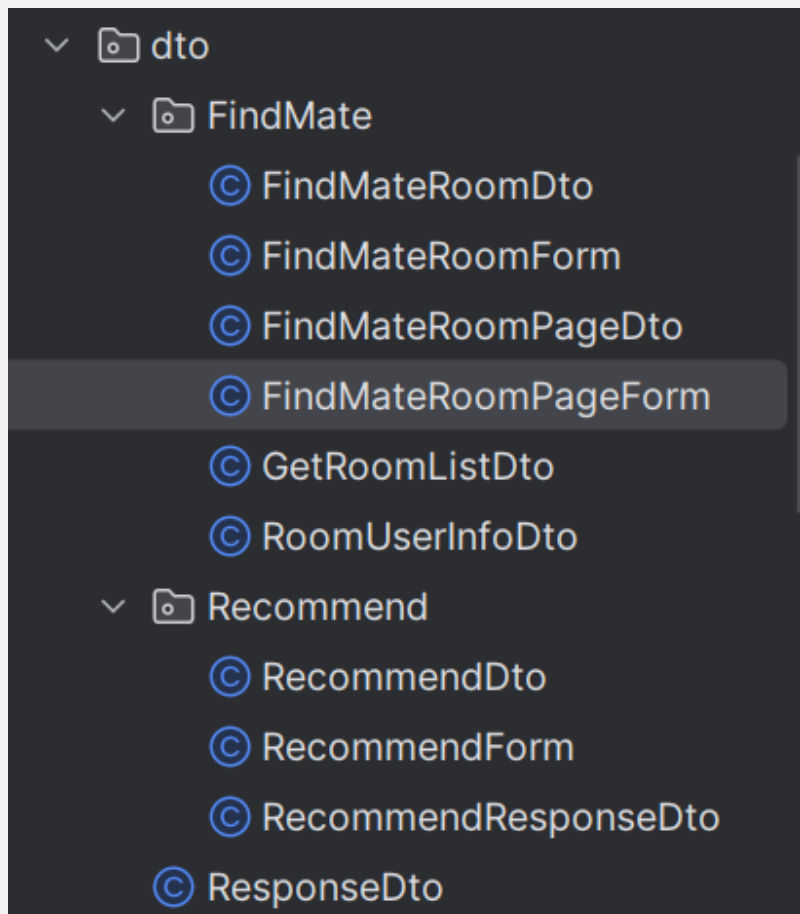 dto
FindMate
FindMateRoomDto
FindMateRoomForm
FindMateRoomPageDto
FindMateRoomPageForm
GetRoomListDto
RoomUserInfoDto
Recommend
RecommendDto
RecommendForm
RecommendResponseDto
ResponseDto